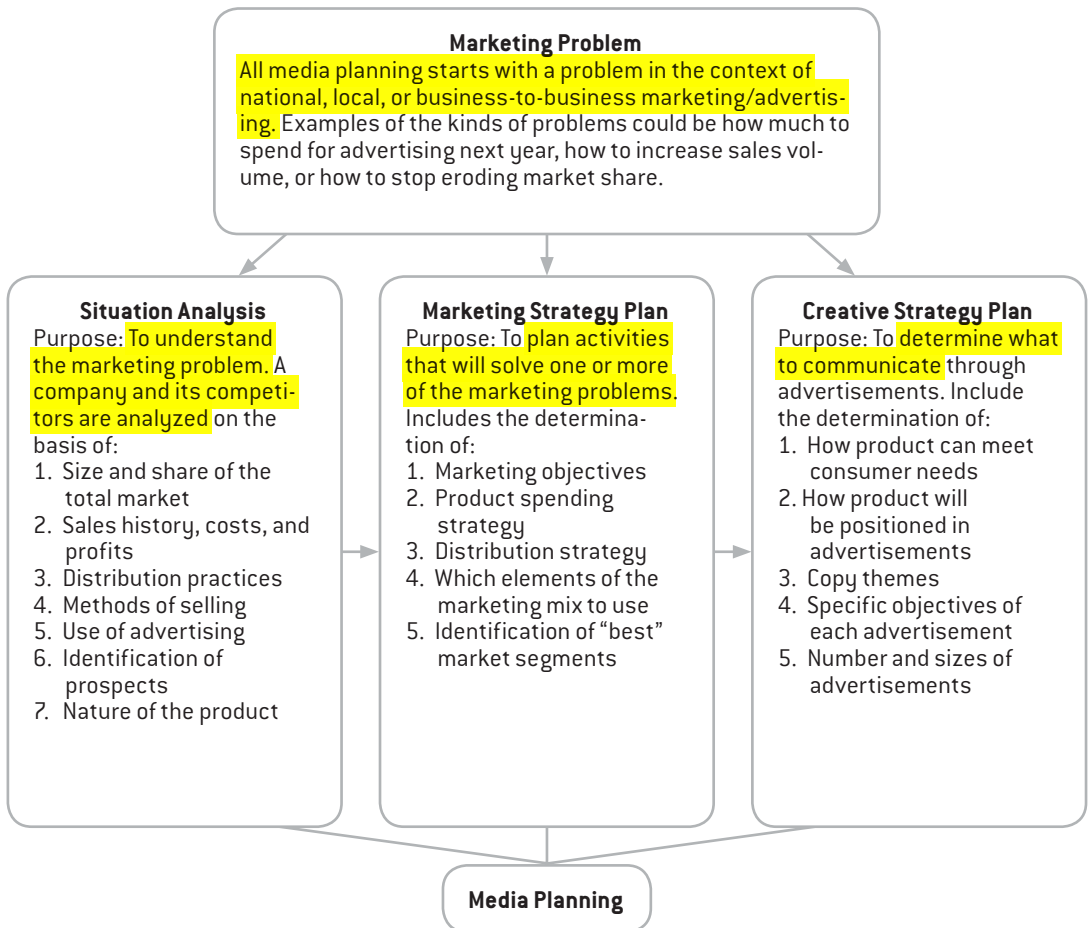 Marketing Problem
All media planning starts with a problem in the context of
national, local, or business-to-business marketing/advertis-
ing. Examples of the kinds of problems could be how much to
spend for advertising next year, how to increase sales vol-
ume, or how to stop eroding market share.
Situation Analysis
Purpose: To understand
the marketing problem. A
company and its competi-
tors are analyzed on the
basis of:
1. Size and share of the
total market
2. Sales history, costs, and
profits
3. Distribution practices
4. Methods of selling
5. Use of advertising
6. Identification of
prospects
7. Nature of the product
Marketing Strategy Plan
Purpose: To plan activities
that will solve one or more
of the marketing problems.
Includes the determina-
tion of:
1. Marketing objectives
2. Product spending
strategy
3. Distribution strategy
4. Which elements of the
marketing mix to use
5. Identification of “best”
market segments
Creative Strategy Plan
Purpose: To determine what
to communicate through
advertisements. Include
the determination of:
1. How product can meet
consumer needs
2. How product will
be positioned in
advertisements
3. Copy themes
4. Specific objectives of
each advertisement
5. Number and sizes of
advertisements
Media Planning